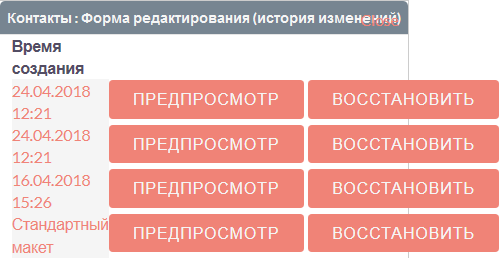 Контакты : Форма редактирования (история изменений)
Время
создания
24.04.2018
12:21
ПРЕДПРОСМОТР ВОССТАНОВИТЬ
24.04.2018
12:21
ПРЕДПРОСМОТР ВОССТАНОВИТЬ
16.04.2018
15:26
ПРЕДПРОСМОТР ВОССТАНОВИТЬ
Стандартный
макет
ПРЕДПРОСМОТР ВОССТАНОВИТЬ